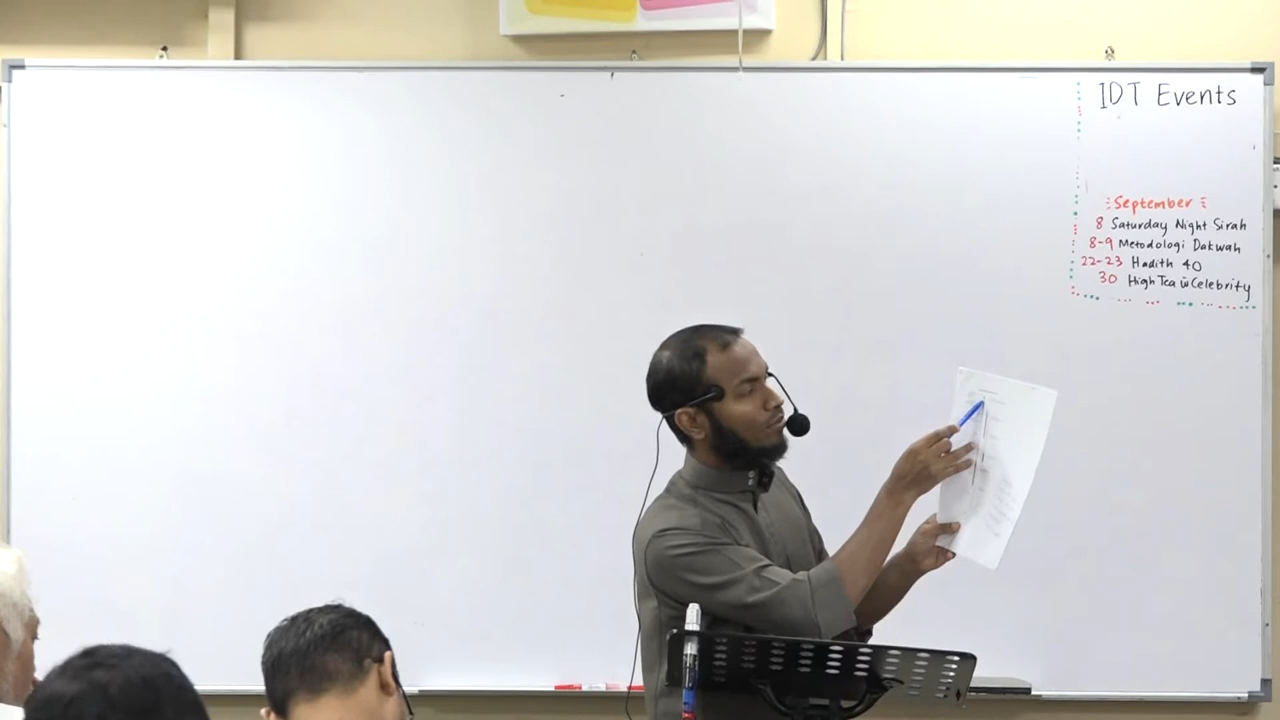 IDT Events
September
8 Saturday Night Sirah
8-9 Metodologi Dakwah
22-23 Hadith 40
30 High Tea w Celebrity